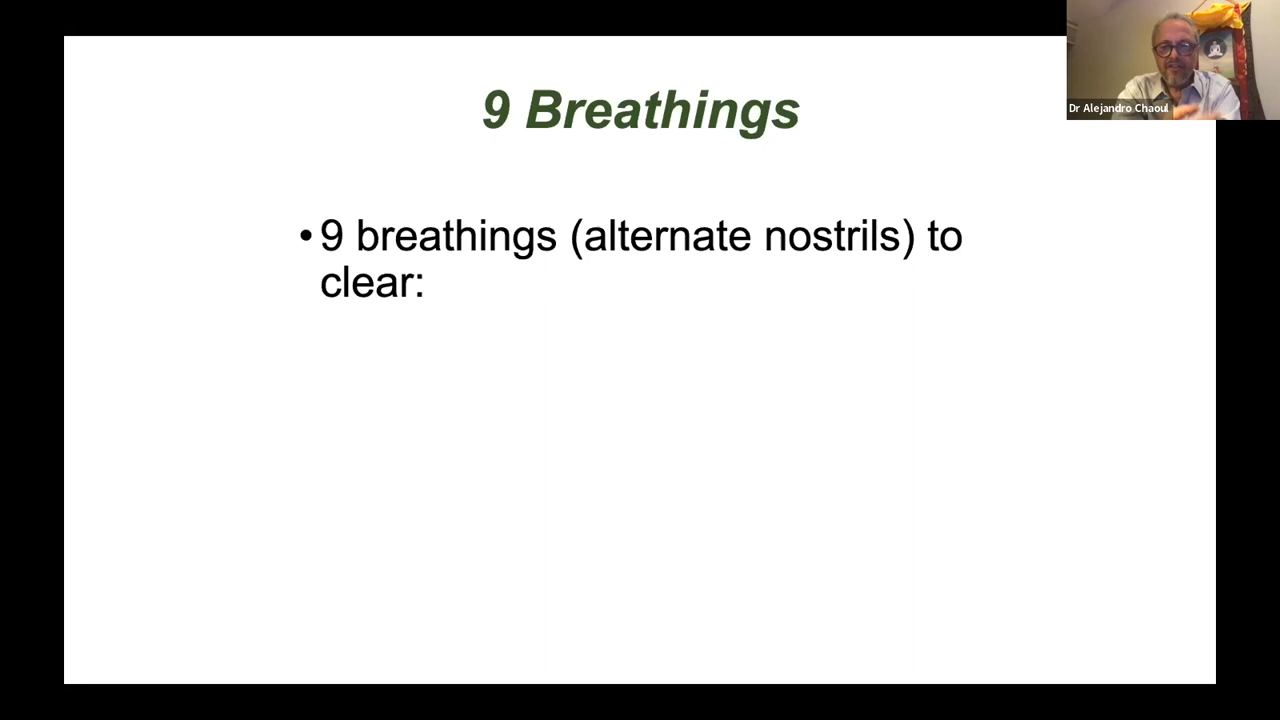 Dr Alejandro Chaoul
9 Breathings
•9 breathings (alternate nostrils) to
clear: